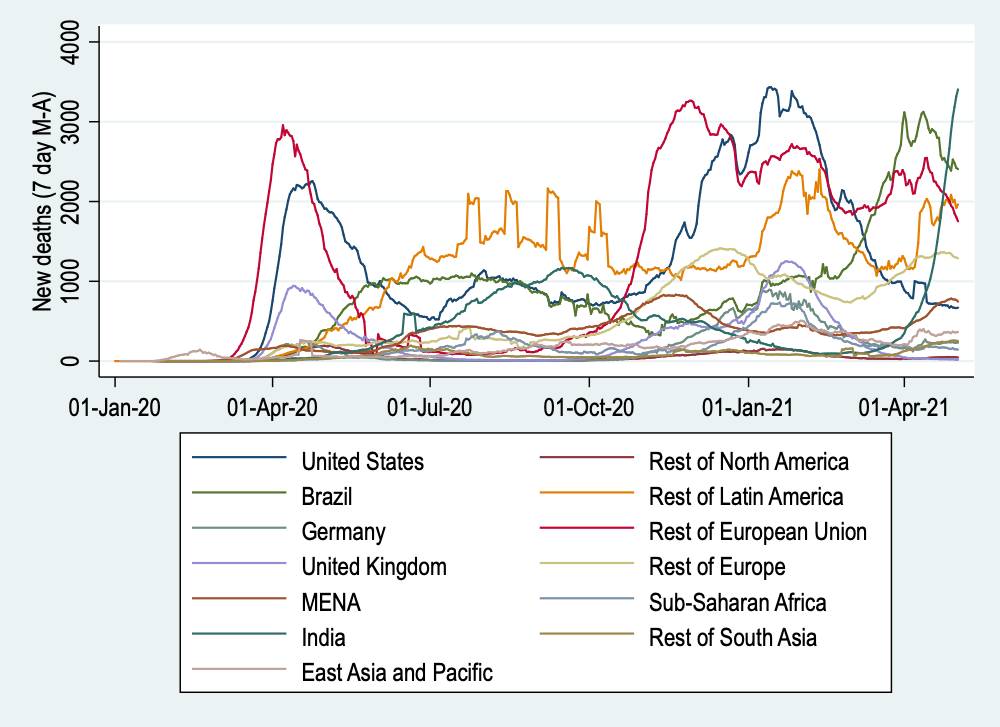 New deaths (7 day M-A)
4000
3000
2000
1000
0
01-Jan-20 01-Apr-20 01-Jul-20 01-Oct-20 01-Jan-21 01-Apr-21
United States Rest of North America
Brazil Rest of Latin America
Germany Rest of European Union
United Kingdom Rest of Europe
MENA Sub-Saharan Africa
India Rest of South Asia
East Asia and Pacific